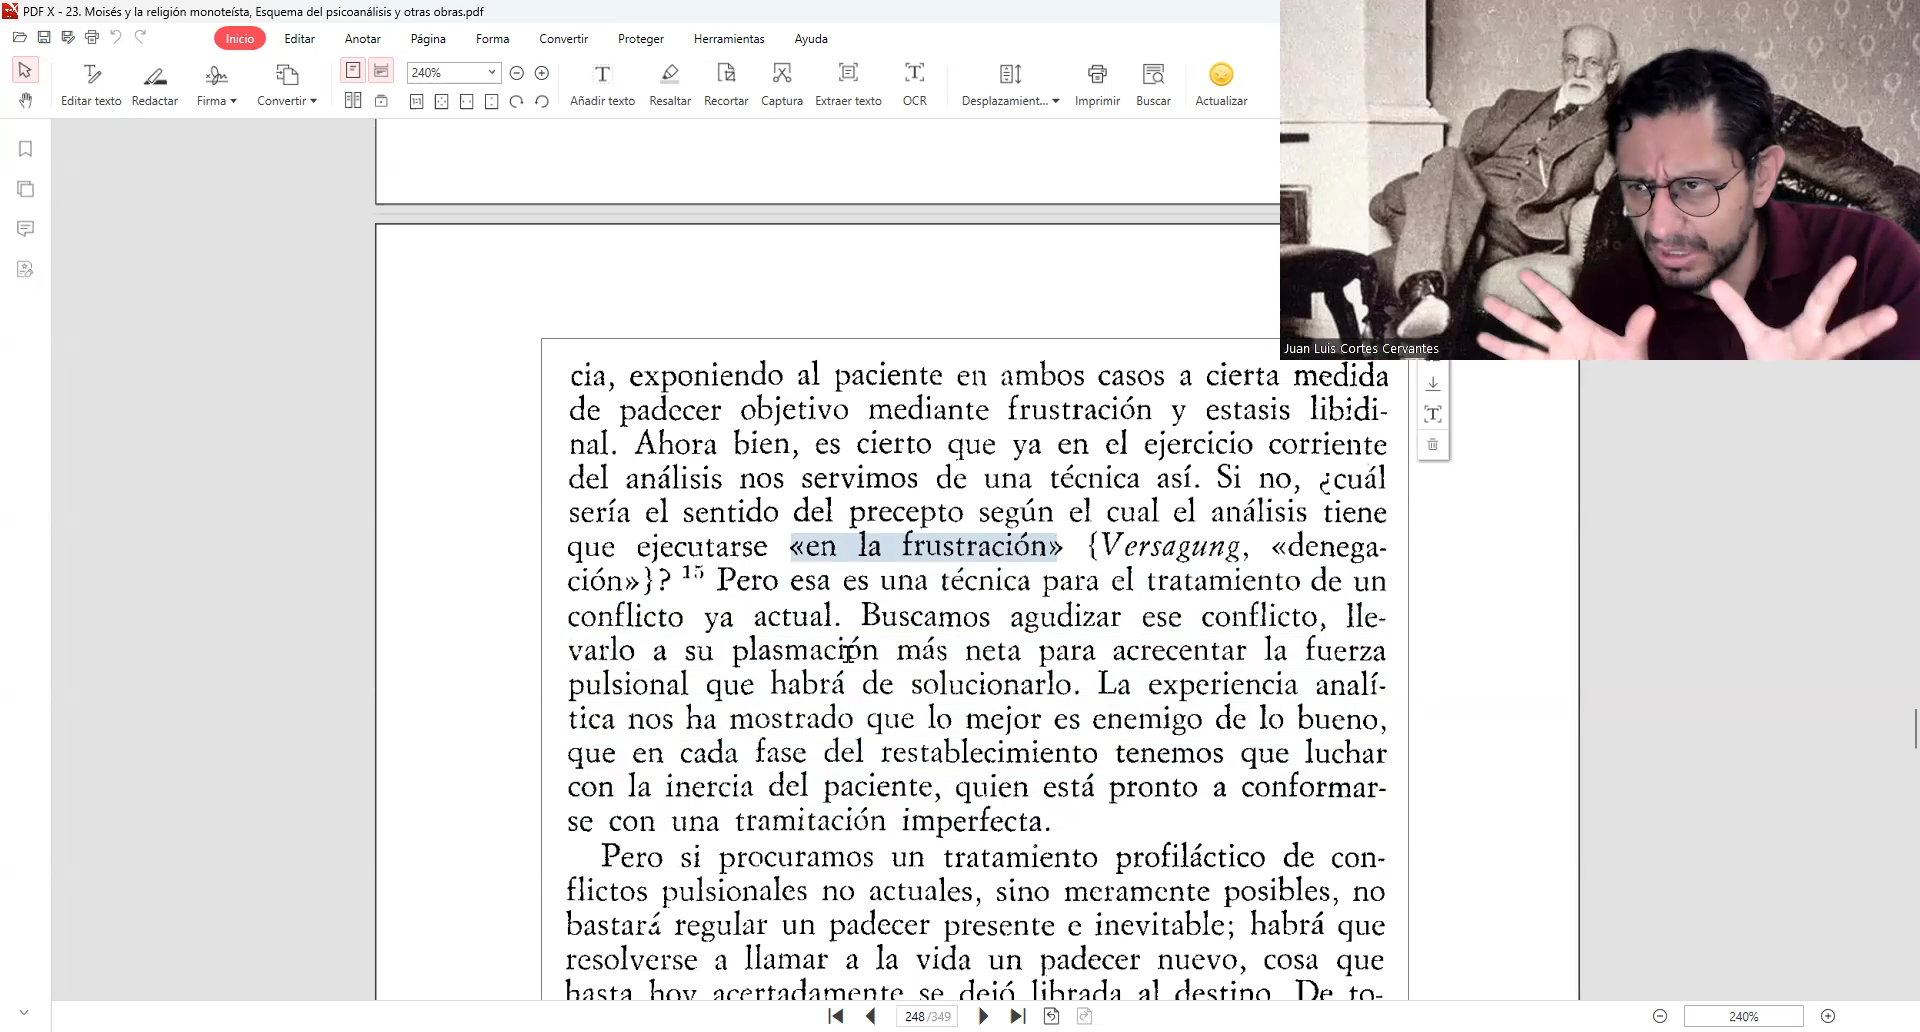 PDF X - 23. Moisés y la religión monoteísta, Esquema del psicoanálisis y otras obras.pdf
Inicio Editar Anotar Página Forma Convertir Proteger Herramientas Ayuda
240%
Editar texto Redactar Firma Convertir Añadir texto Resaltar Recortar Captura Extraer texto OCR Desplazamient... Imprimir Buscar Actualizar
Juan Luis Cortes Cervantes
cia, exponiendo al paciente en ambos casos a cierta medida
de padecer objetivo mediante frustración y estasis libidi-
nal. Ahora bien, es cierto que ya en el ejercicio corriente
del análisis nos servimos de una técnica así. Si no, ¿cuál
sería el sentido del precepto según el cual el análisis tiene
que ejecutarse «en la frustración» {Versagung, «denega-
ción»}? 15 Pero esa es una técnica para el tratamiento de un
conflicto ya actual. Buscamos agudizar ese conflicto, lle-
varlo a su plasmación más neta para acrecentar la fuerza
pulsional que habrá de solucionarlo. La experiencia analí-
tica nos ha mostrado que lo mejor es enemigo de lo bueno,
que en cada fase del restablecimiento tenemos que luchar
con la inercia del paciente, quien está pronto a conformar-
se con una tramitación imperfecta.
Pero si procuramos un tratamiento profiláctico de con-
flictos pulsionales no actuales, sino meramente posibles, no
bastará regular un padecer presente e inevitable; habrá que
resolverse a llamar a la vida un padecer nuevo, cosa que
hasta hoy acertadamente se dejó librada al destino. De to-
248/349
240%